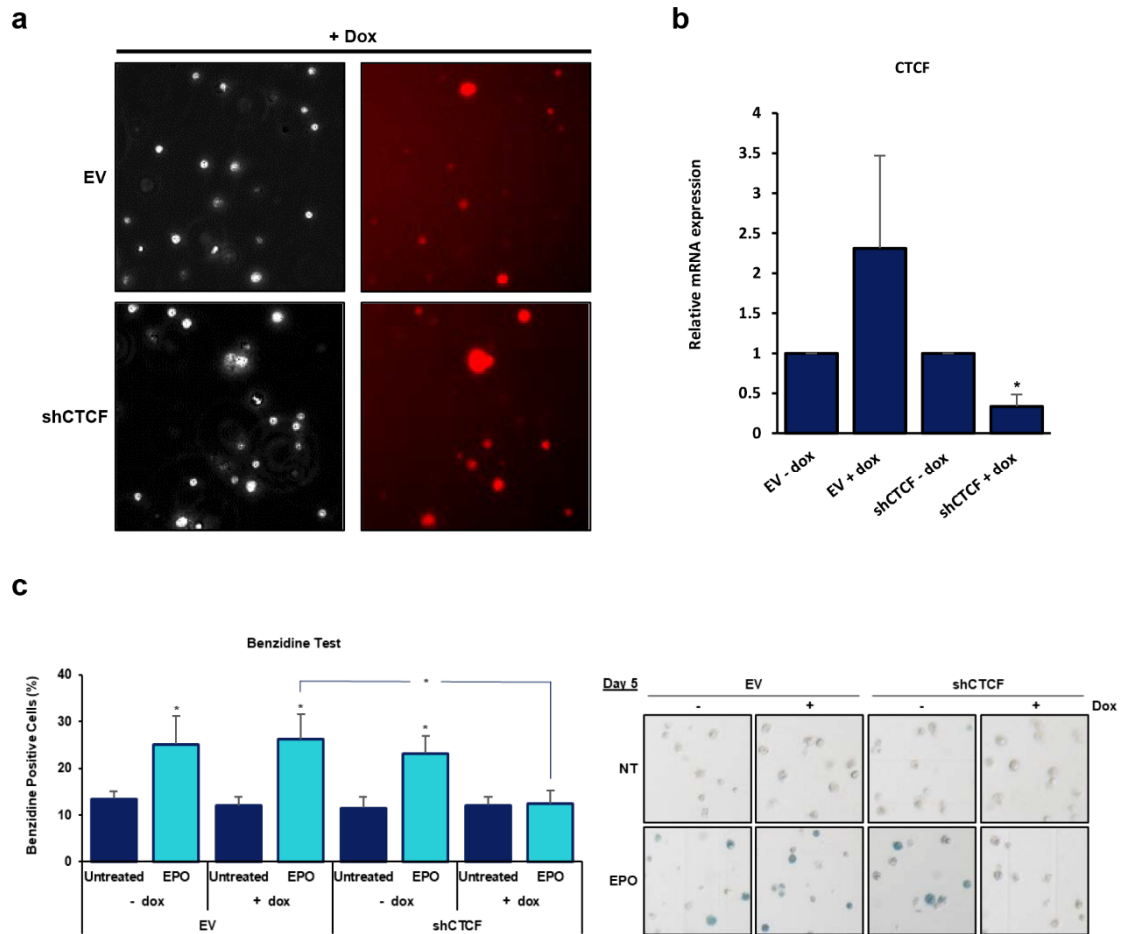 a
+ Dox
EV
shCTCF
b
CTCF
Relative mRNA expression
4
3.5
3
2.5
2
1.5
1
0.5
0
*
EV - dox
EV + dox
shCTCF - dox
shCTCF + dox
c
Benzidine Test
Benzidine Positive Cells (%)
40
30
20
10
0
* * * *
Untreated EPO Untreated EPO Untreated EPO Untreated EPO
- dox + dox - dox + dox
EV shCTCF
Day 5 EV shCTCF
- + - + Dox
NT
EPO